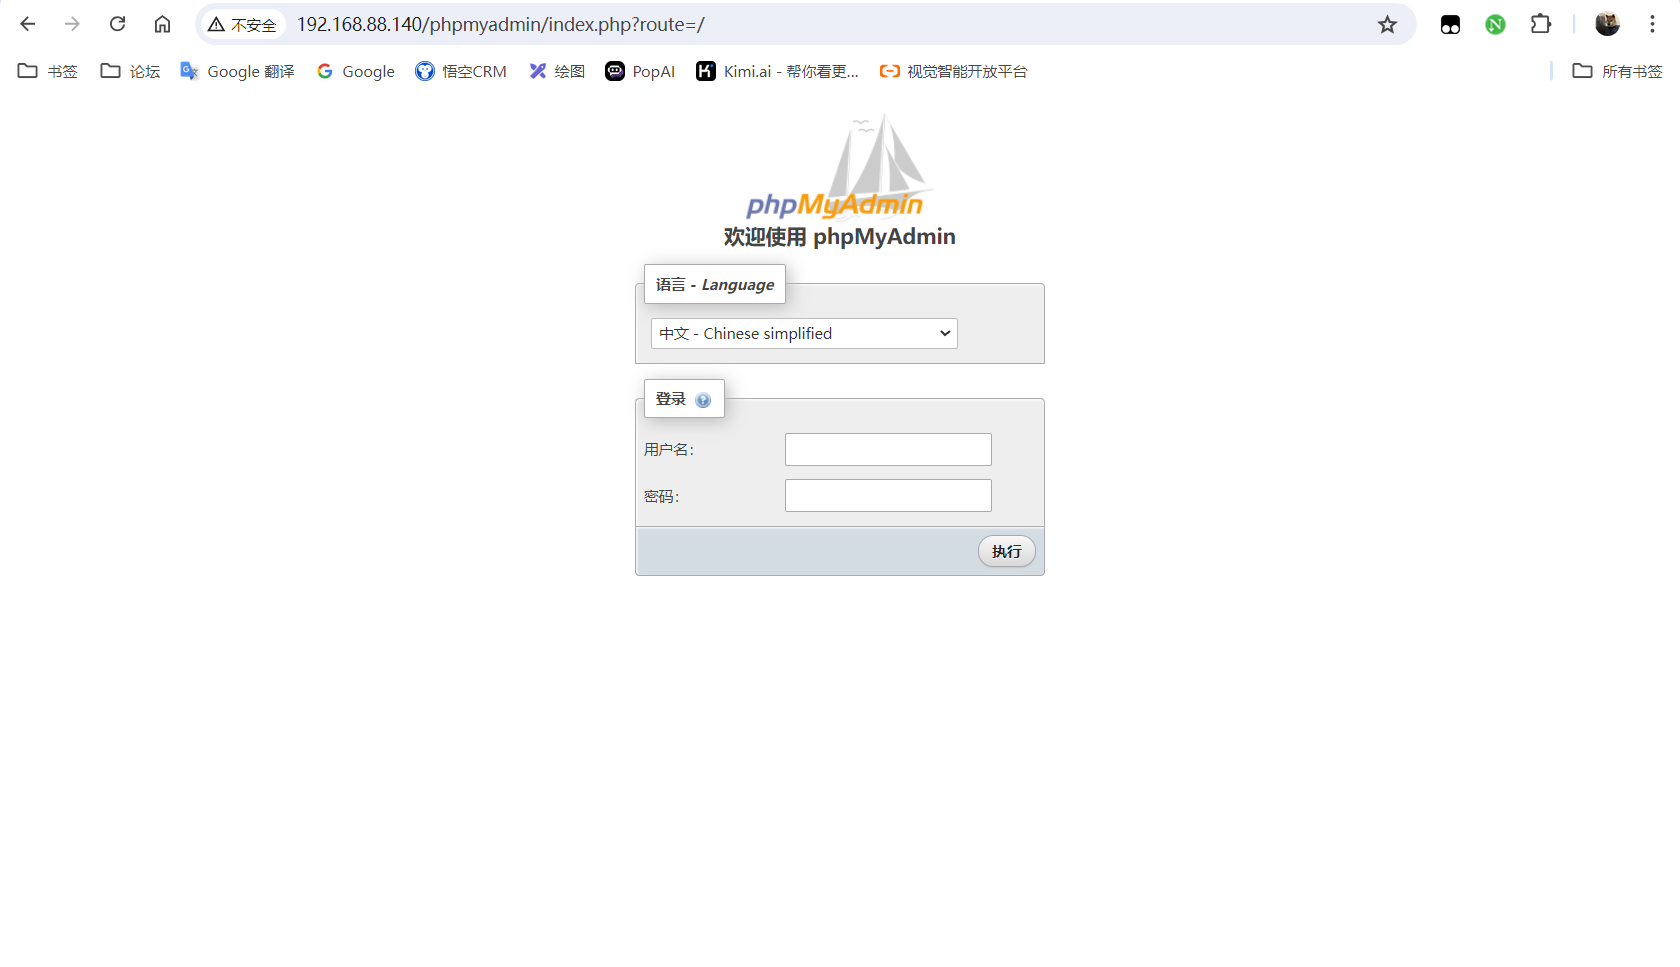 不安全 192.168.88.140/phpmyadmin/index.php?route=/
书签 论坛 Google 翻译 Google 悟空CRM 绘图 PopAI Kimi.ai - 帮你看更... 视觉智能开放平台 所有书签
phpMyAdmin
欢迎使用 phpMyAdmin
语言 - Language
中文 - Chinese simplified
登录
用户名：
密码：
执行